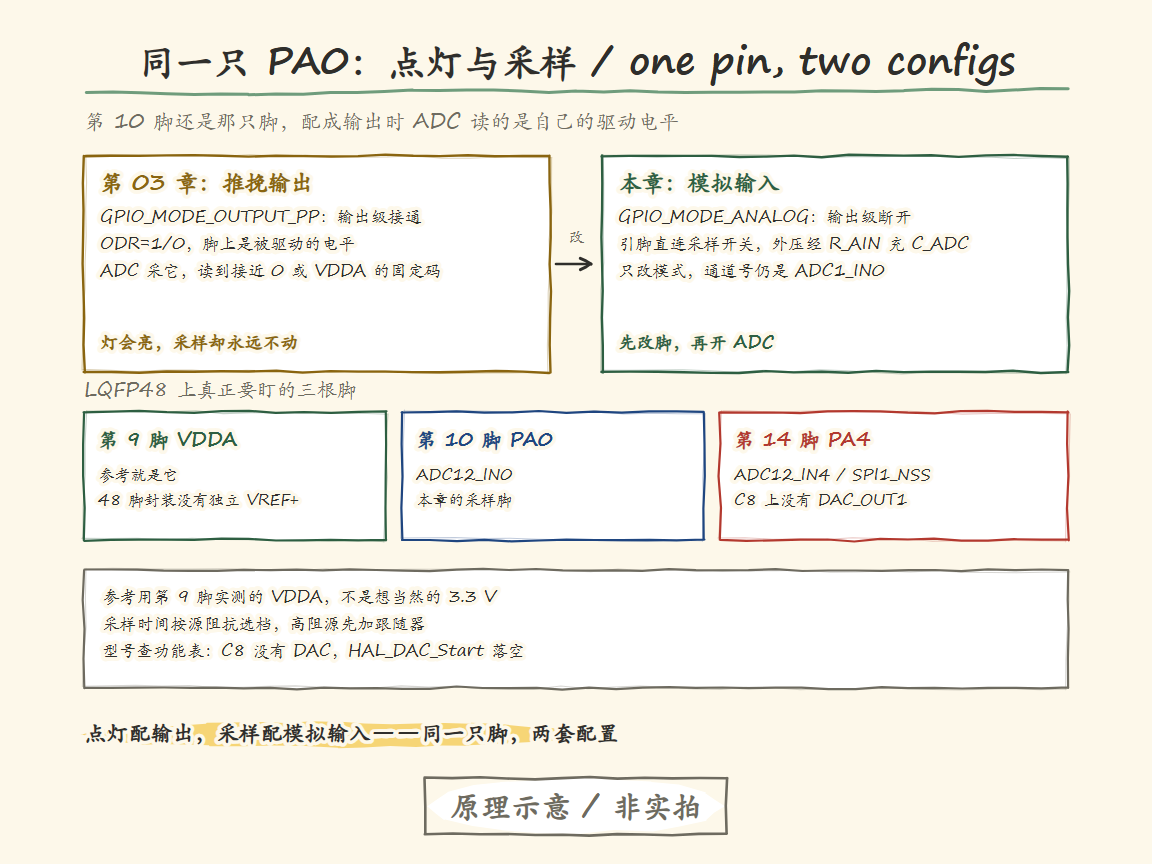 同一只 PA0：点灯与采样 / one pin, two configs
第 10 脚还是那只脚，配成输出时 ADC 读的是自己的驱动电平
第 03 章：推挽输出
GPIO_MODE_OUTPUT_PP：输出级接通
ODR=1/0，脚上是被驱动的电平
ADC 采它，读到接近 0 或 VDDA 的固定码
灯会亮，采样却永远不动
改
本章：模拟输入
GPIO_MODE_ANALOG：输出级断开
引脚直连采样开关，外压经 R_AIN 充 C_ADC
只改模式，通道号仍是 ADC1_IN0
先改脚，再开 ADC
LQFP48 上真正要盯的三根脚
第 9 脚 VDDA
参考就是它
48 脚封装没有独立 VREF+
第 10 脚 PA0
ADC12_IN0
本章的采样脚
第 14 脚 PA4
ADC12_IN4 / SPI1_NSS
C8 上没有 DAC_OUT1
参考用第 9 脚实测的 VDDA，不是想当然的 3.3 V
采样时间按源阻抗选档，高阻源先加跟随器
型号查功能表：C8 没有 DAC，HAL_DAC_Start 落空
点灯配输出，采样配模拟输入——同一只脚，两套配置
原理示意 / 非实拍